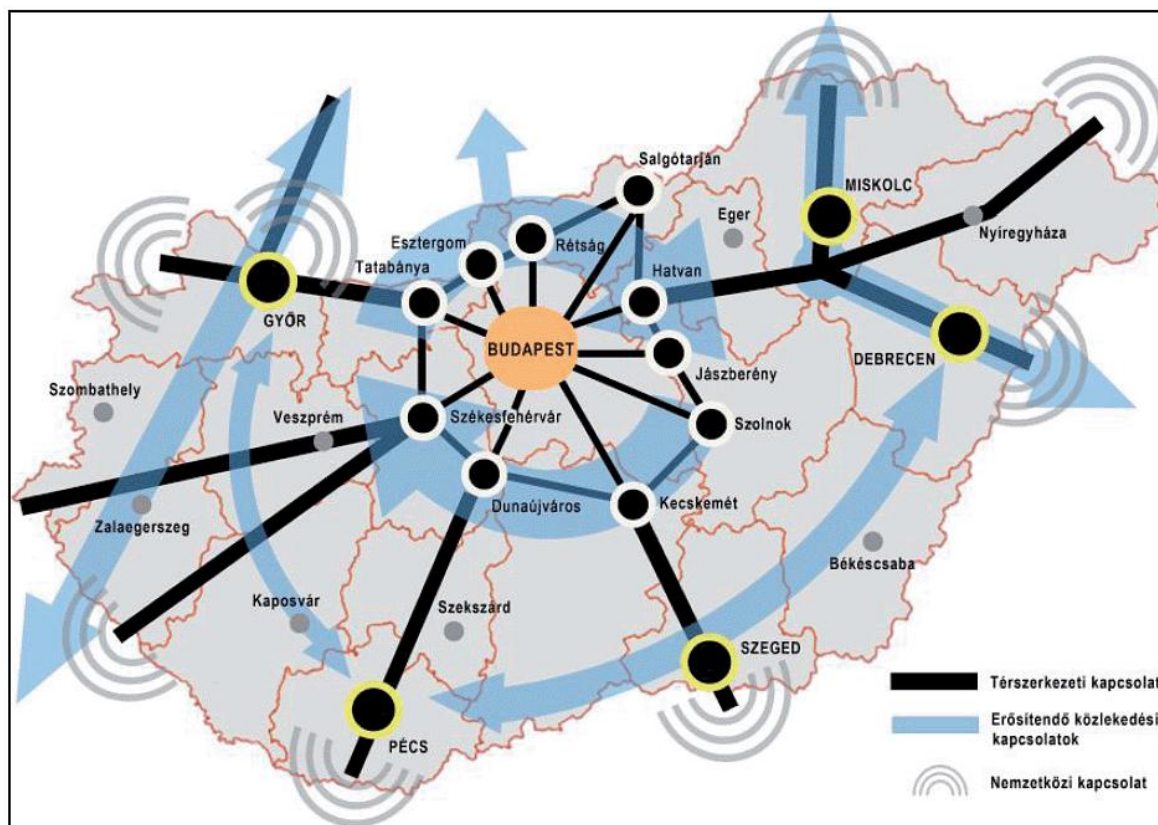 Salgótarján
MISKOLC
Eger
Nyíregyháza
Esztergom
Rétság
Tatabánya
Hatvan
GYŐR
BUDAPEST
DEBRECEN
Jászberény
Szombathely
Veszprém
Székesfehérvár
Szolnok
Dunaújváros
Kecskemét
Zalaegerszeg
Békéscsaba
Kaposvár
Szekszárd
SZEGED
PÉCS
Térszerkezeti kapcsolat
Erősítendő közlekedési
kapcsolatok
Nemzetközi kapcsolat